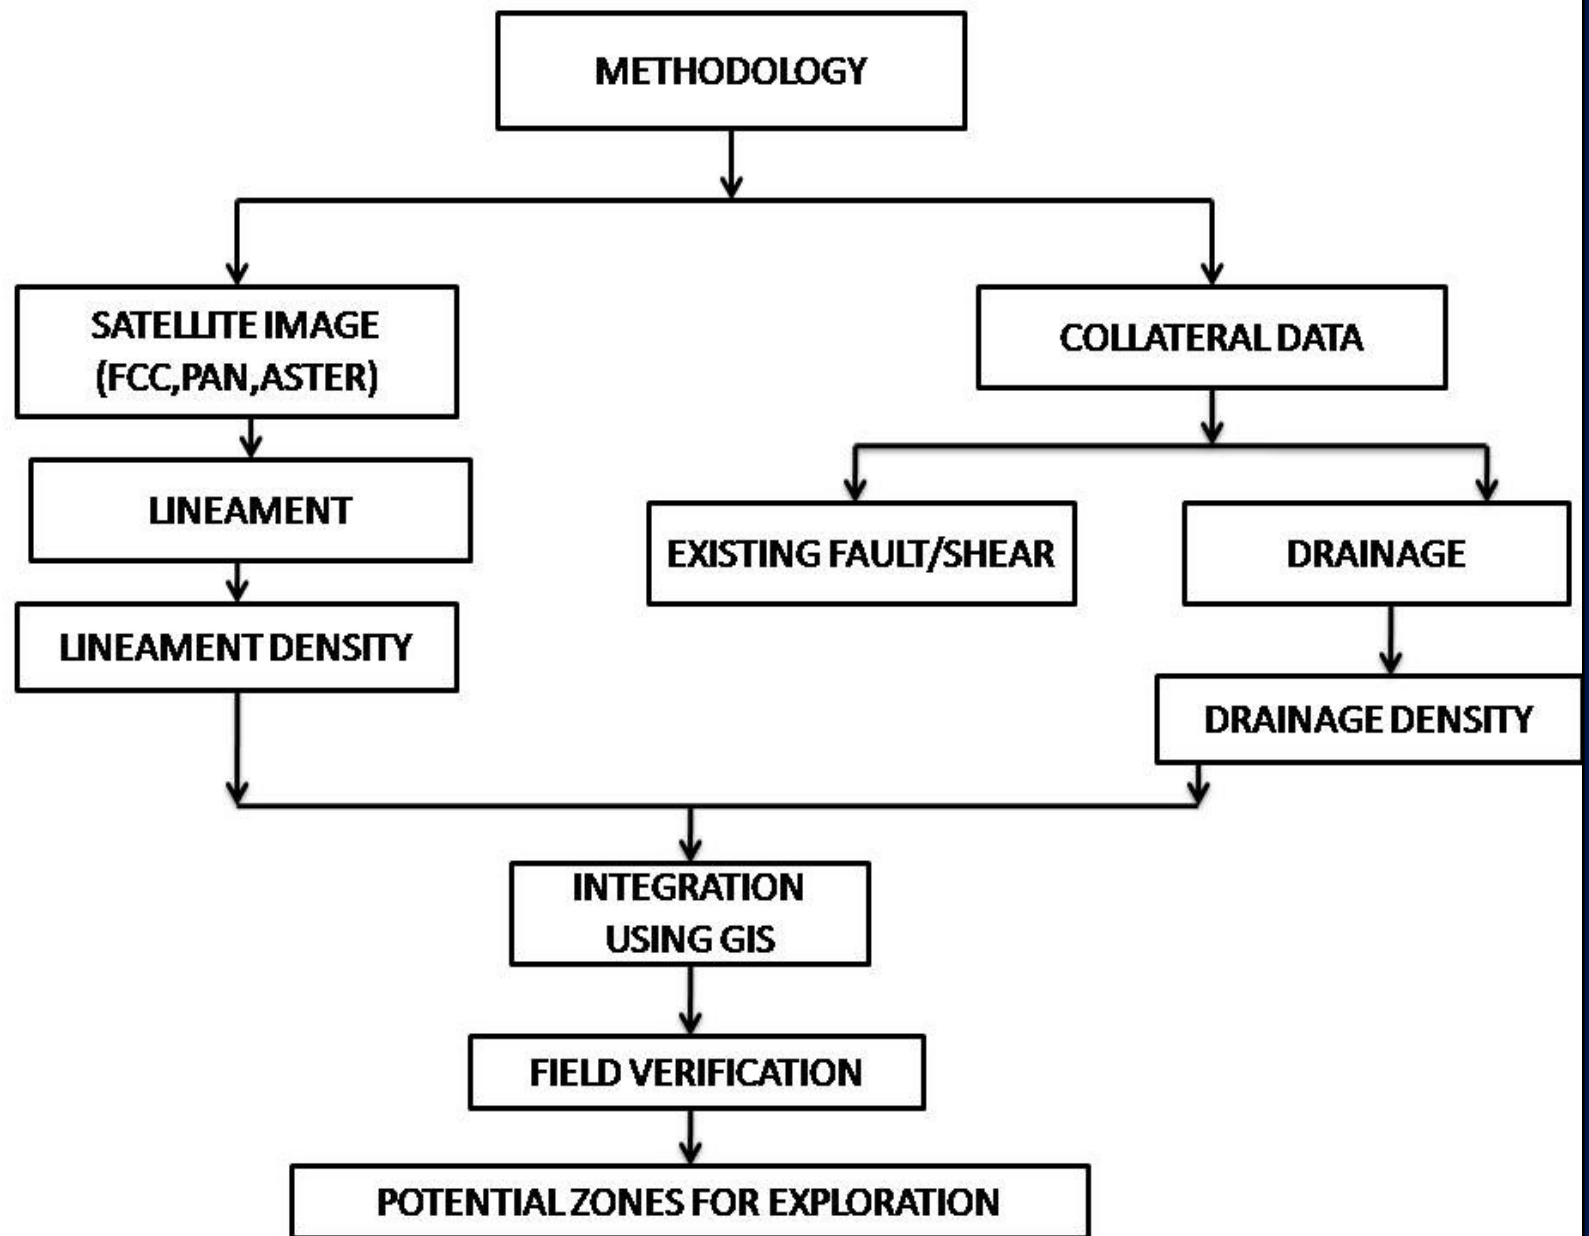 METHODOLOGY
SATELLITE IMAGE
(FCC,PAN,ASTER)
COLLATERAL DATA
LINEAMENT
EXISTING FAULT/SHEAR
DRAINAGE
LINEAMENT DENSITY
DRAINAGE DENSITY
INTEGRATION
USING GIS
FIELD VERIFICATION
POTENTIAL ZONES FOR EXPLORATION